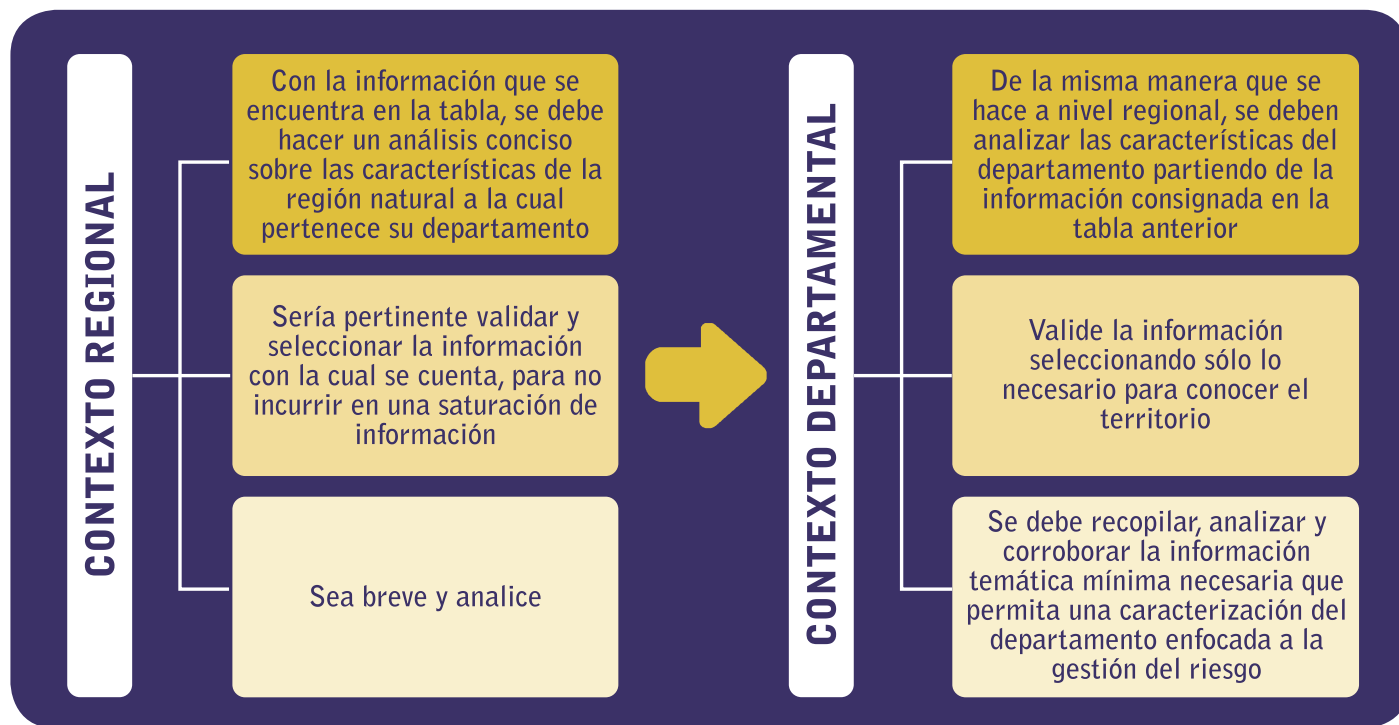 CONTEXTO REGIONAL
Con la información que se
encuentra en la tabla, se debe
hacer un análisis conciso
sobre las características de la
región natural a la cual
pertenece su departamento
Sería pertinente validar y
seleccionar la información
con la cual se cuenta, para no
incurrir en una saturación de
información
Sea breve y analice
CONTEXTO DEPARTAMENTAL
De la misma manera que se
hace a nivel regional, se deben
analizar las características del
departamento partiendo de la
información consignada en la
tabla anterior
Valide la información
seleccionando sólo lo
necesario para conocer el
territorio
Se debe recopilar, analizar y
corroborar la información
temática mínima necesaria que
permita una caracterización del
departamento enfocada a la
gestión del riesgo